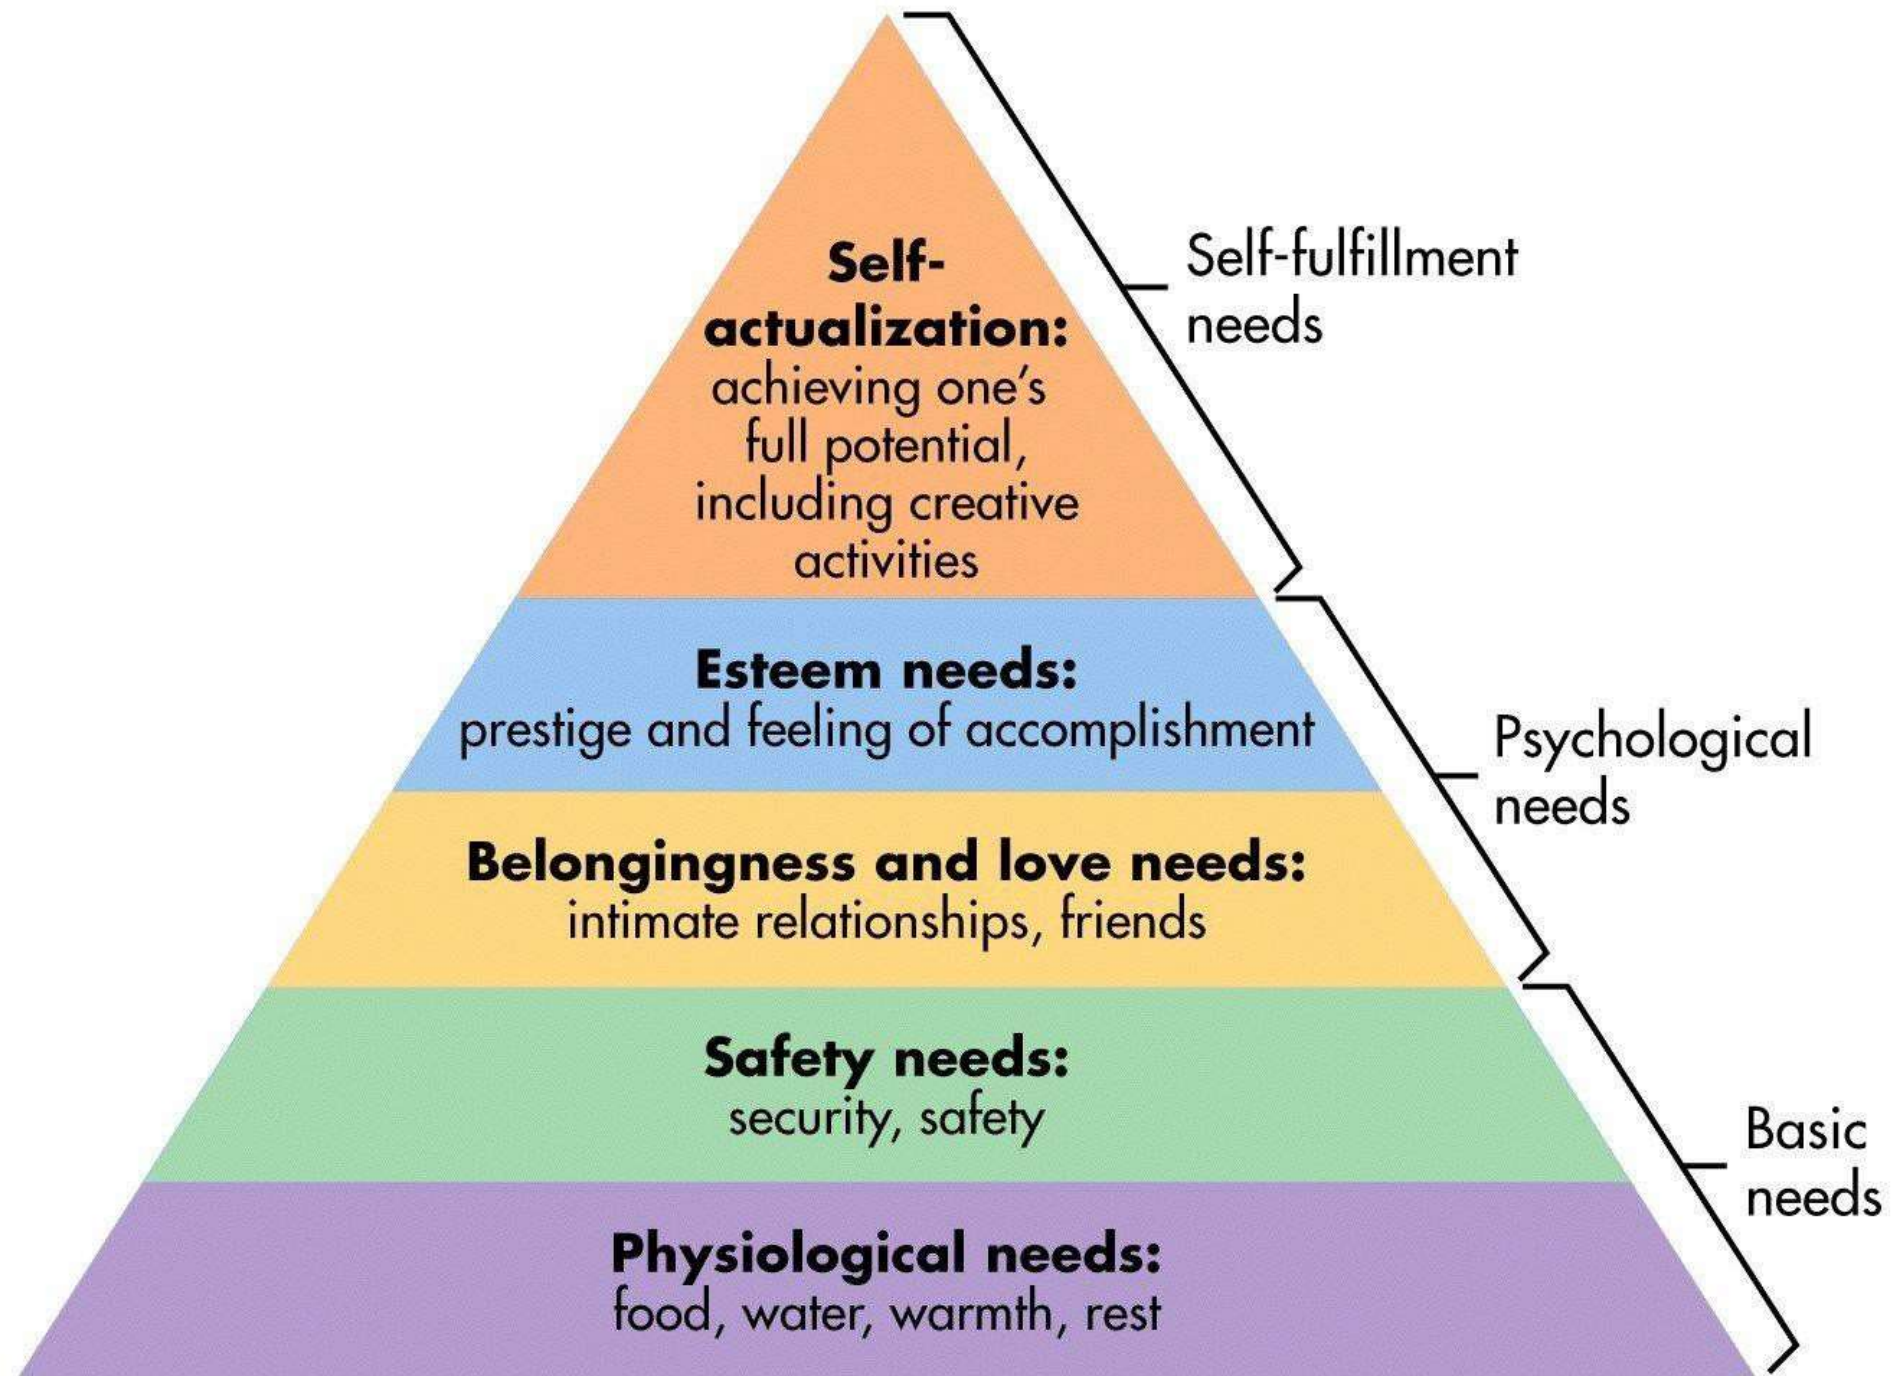 Self-
actualization:
achieving one's
full potential,
including creative
activities
Self-fulfillment
needs
Esteem needs:
prestige and feeling of accomplishment
Psychological
needs
Belongingness and love needs:
intimate relationships, friends
Safety needs:
security, safety
Basic
needs
Physiological needs:
food, water, warmth, rest